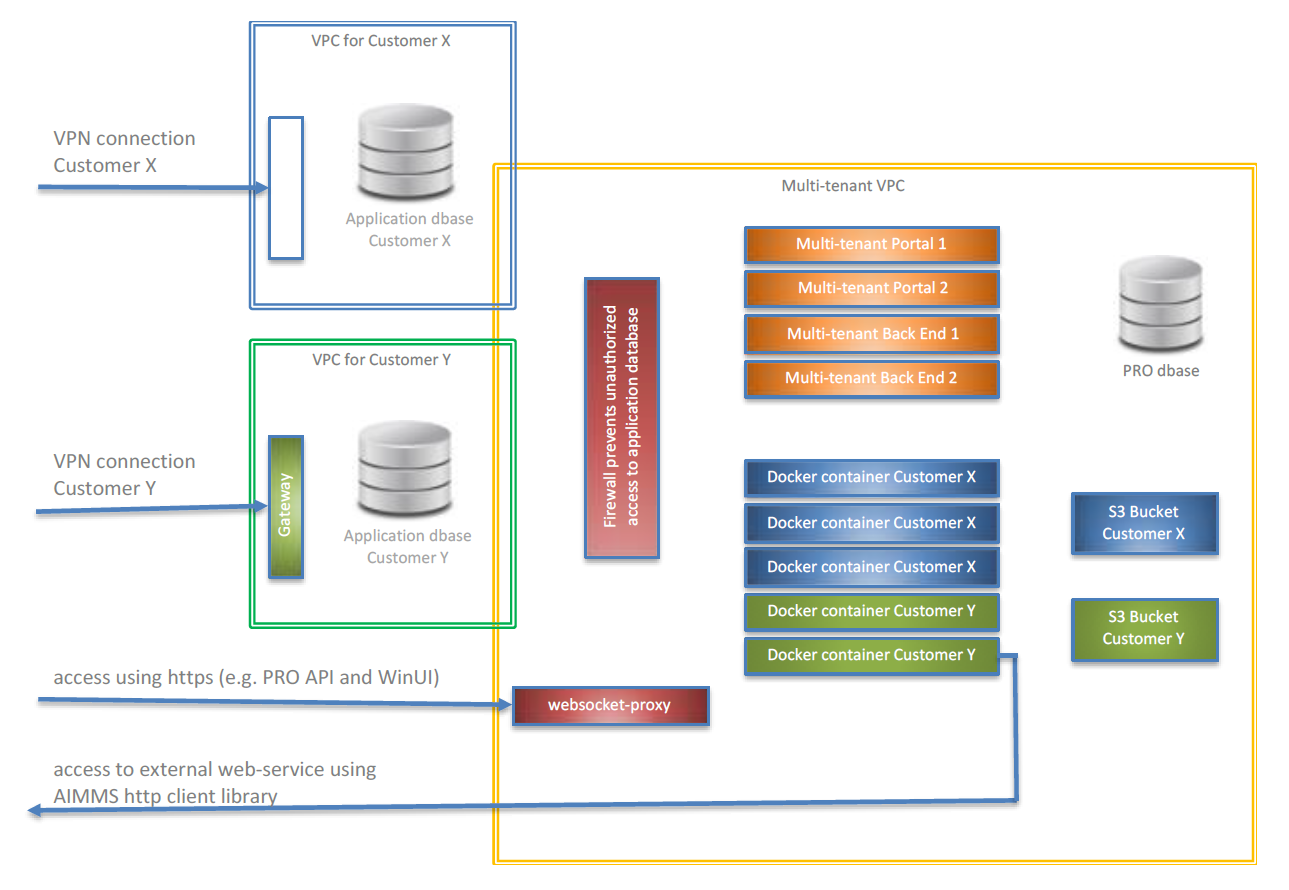 VPC for Customer X
VPN connection
Customer X
Application dbase
Customer X
Multi-tenant VPC
Multi-tenant Portal 1
Multi-tenant Portal 2
Multi-tenant Back End 1
Multi-tenant Back End 2
PRO dbase
Firewall prevents unauthorized
access to application database
VPC for Customer Y
VPN connection
Customer Y
Gateway
Application dbase
Customer Y
Docker container Customer X
Docker container Customer X
Docker container Customer X
Docker container Customer Y
Docker container Customer Y
S3 Bucket
Customer X
S3 Bucket
Customer Y
access using https (e.g. PRO API and WinUI)
websocket-proxy
access to external web-service using
AIMMS http client library